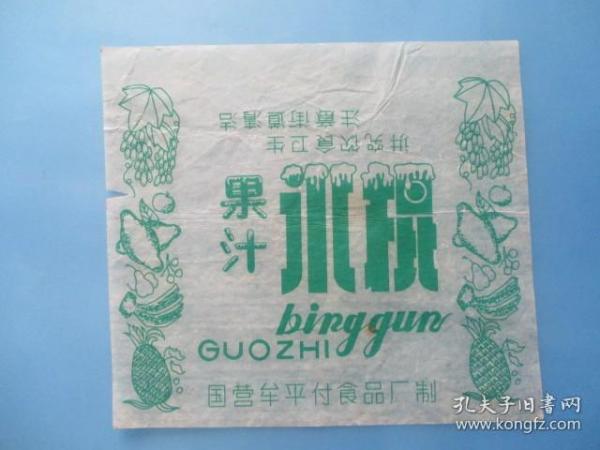 讲究饮食卫生
注意街道清洁
果汁
冰棍
binggun
GUOZHI
国营牟平付食品厂制
孔夫子旧書网
www.kongfz.com